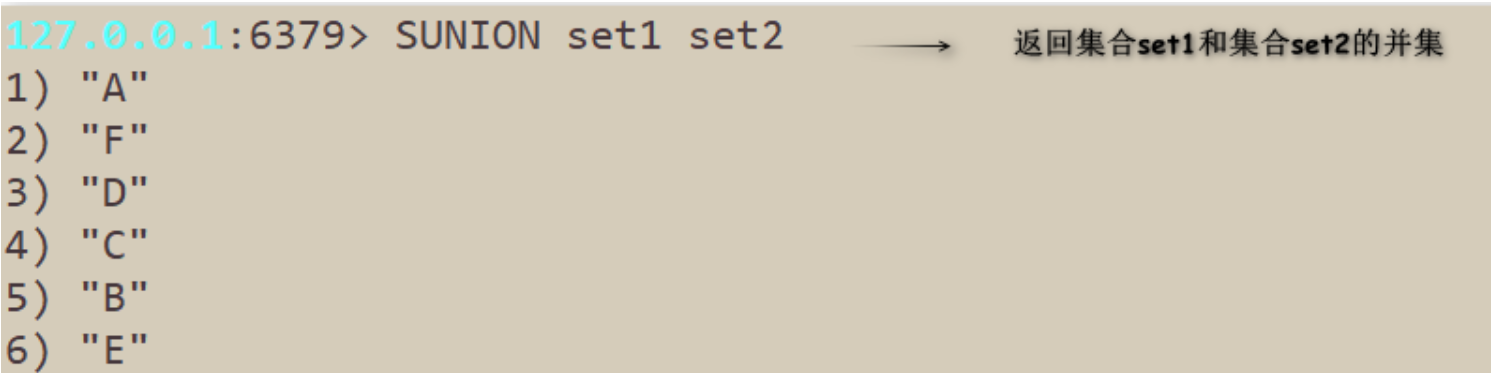 127.0.0.1:6379> SUNION set1 set2 返回集合set1和集合set2的并集
1) "A"
2) "F"
3) "D"
4) "C"
5) "B"
6) "E"